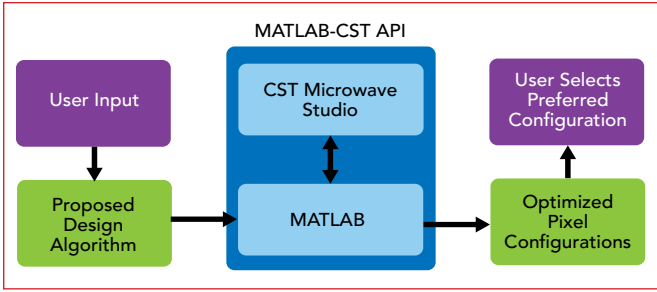 MATLAB-CST API
User Input
Proposed
Design
Algorithm
CST Microwave
Studio
MATLAB
User Selects
Preferred
Configuration
Optimized
Pixel
Configurations